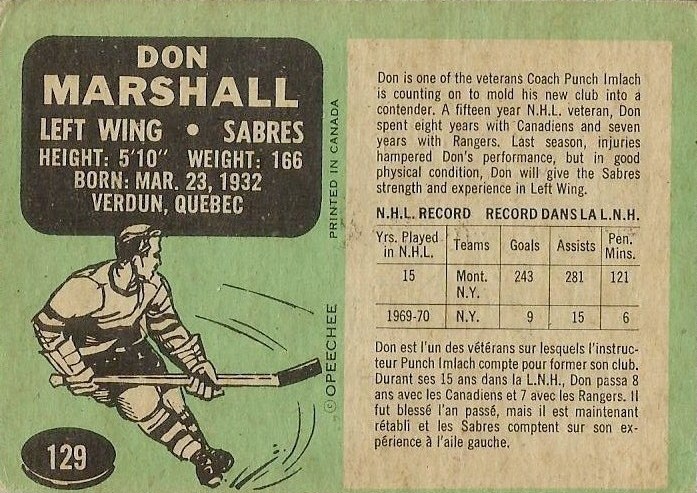 DON
MARSHALL
LEFT WING • SABRES
HEIGHT: 5'10" WEIGHT: 166
BORN: MAR. 23, 1932
VERDUN, QUEBEC
129
PRINTED IN CANADA
© OPEECHEE
Don is one of the veterans Coach Punch Imlach
is counting on to mold his new club into a
contender. A fifteen year N.H.L. veteran, Don
spent eight years with Canadiens and seven
years with Rangers. Last season, injuries
hampered Don's performance, but in good
physical condition, Don will give the Sabres
strength and experience in Left Wing.
N.H.L. RECORD RECORD DANS LA L.N.H.
Yrs. Played in N.H.L. Teams Goals Assists Pen. Mins.
15 Mont. N.Y. 243 281 121
1969-70 N.Y. 9 15 6
Don est l'un des vétérans sur lesquels l'instruc-
teur Punch Imlach compte pour former son club.
Durant ses 15 ans dans la L.N.H., Don passa 8
ans avec les Canadiens et 7 avec les Rangers. Il
fut blessé l'an passé, mais il est maintenant
rétabli et les Sabres comptent sur son ex-
périence à l'aile gauche.